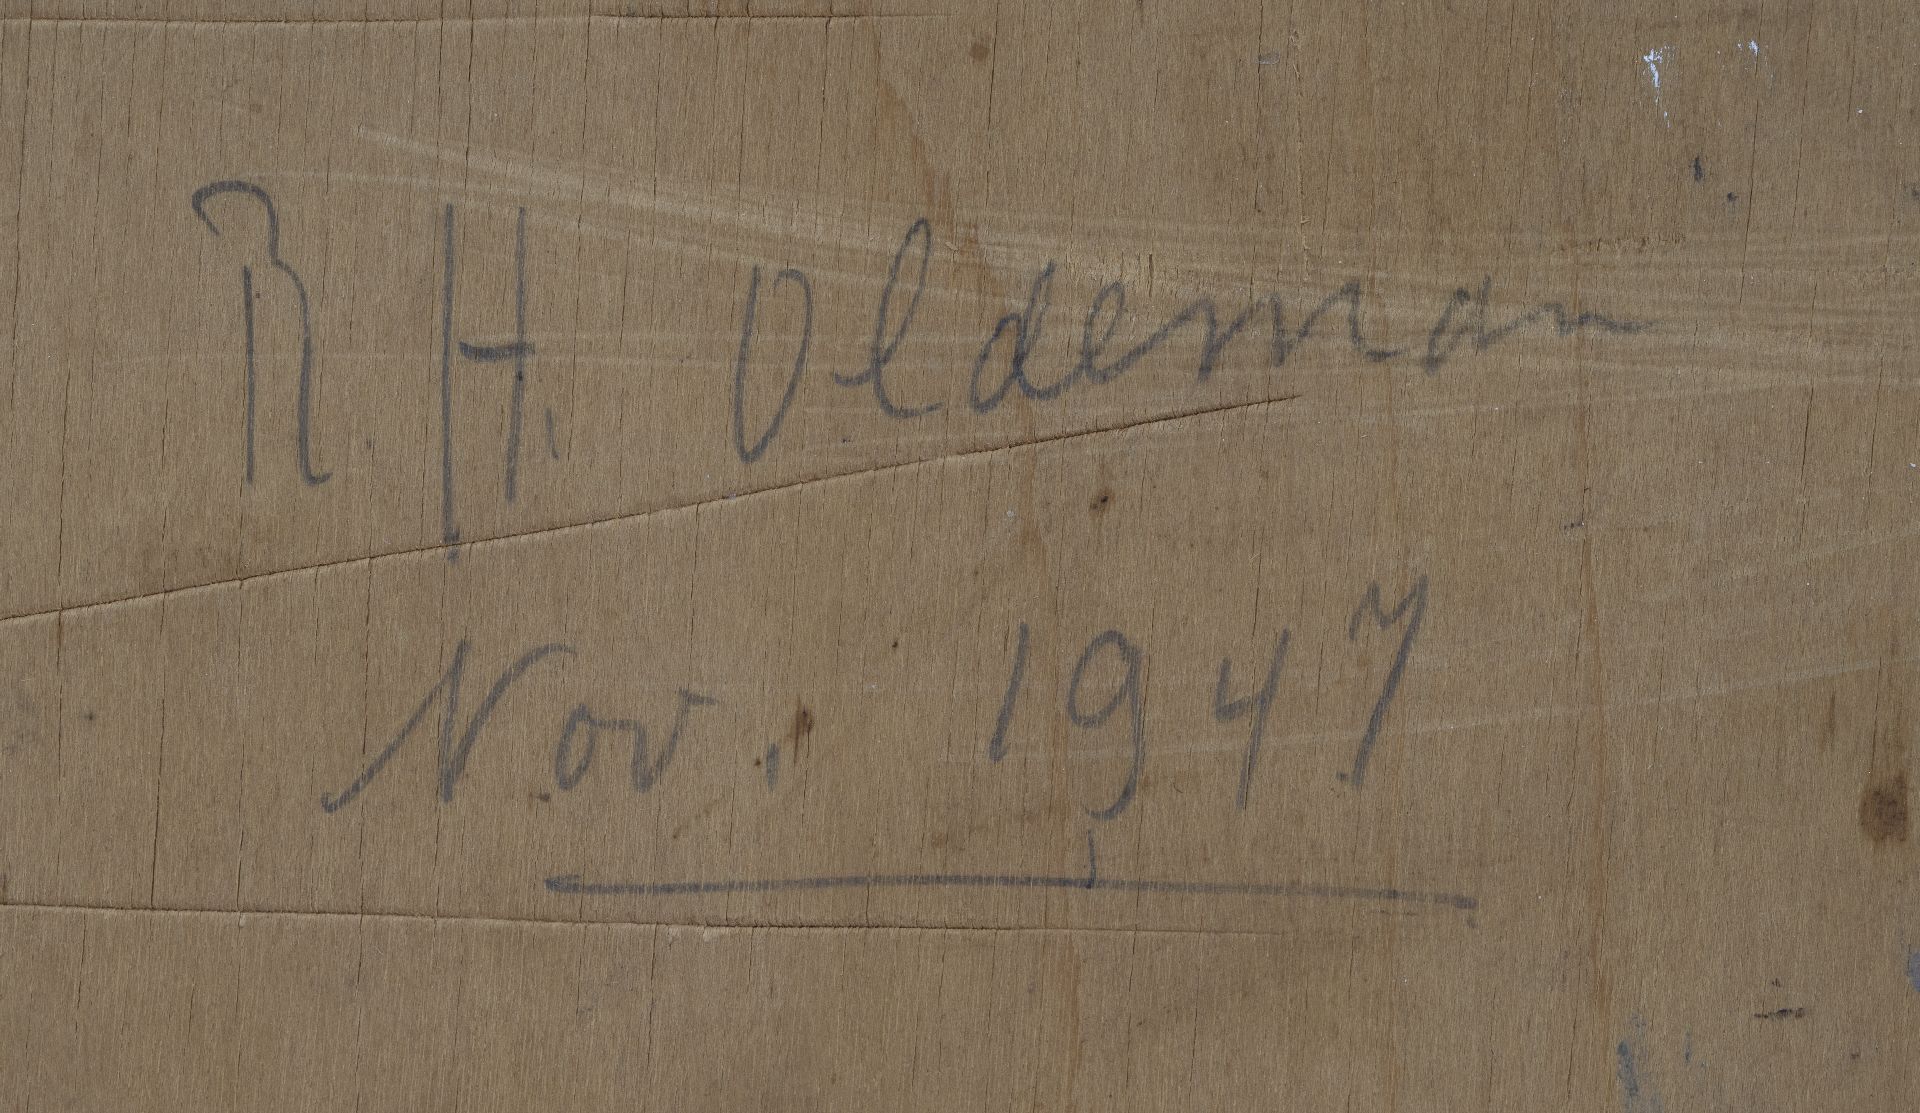 R. H. Oldeman
Nov. 1947